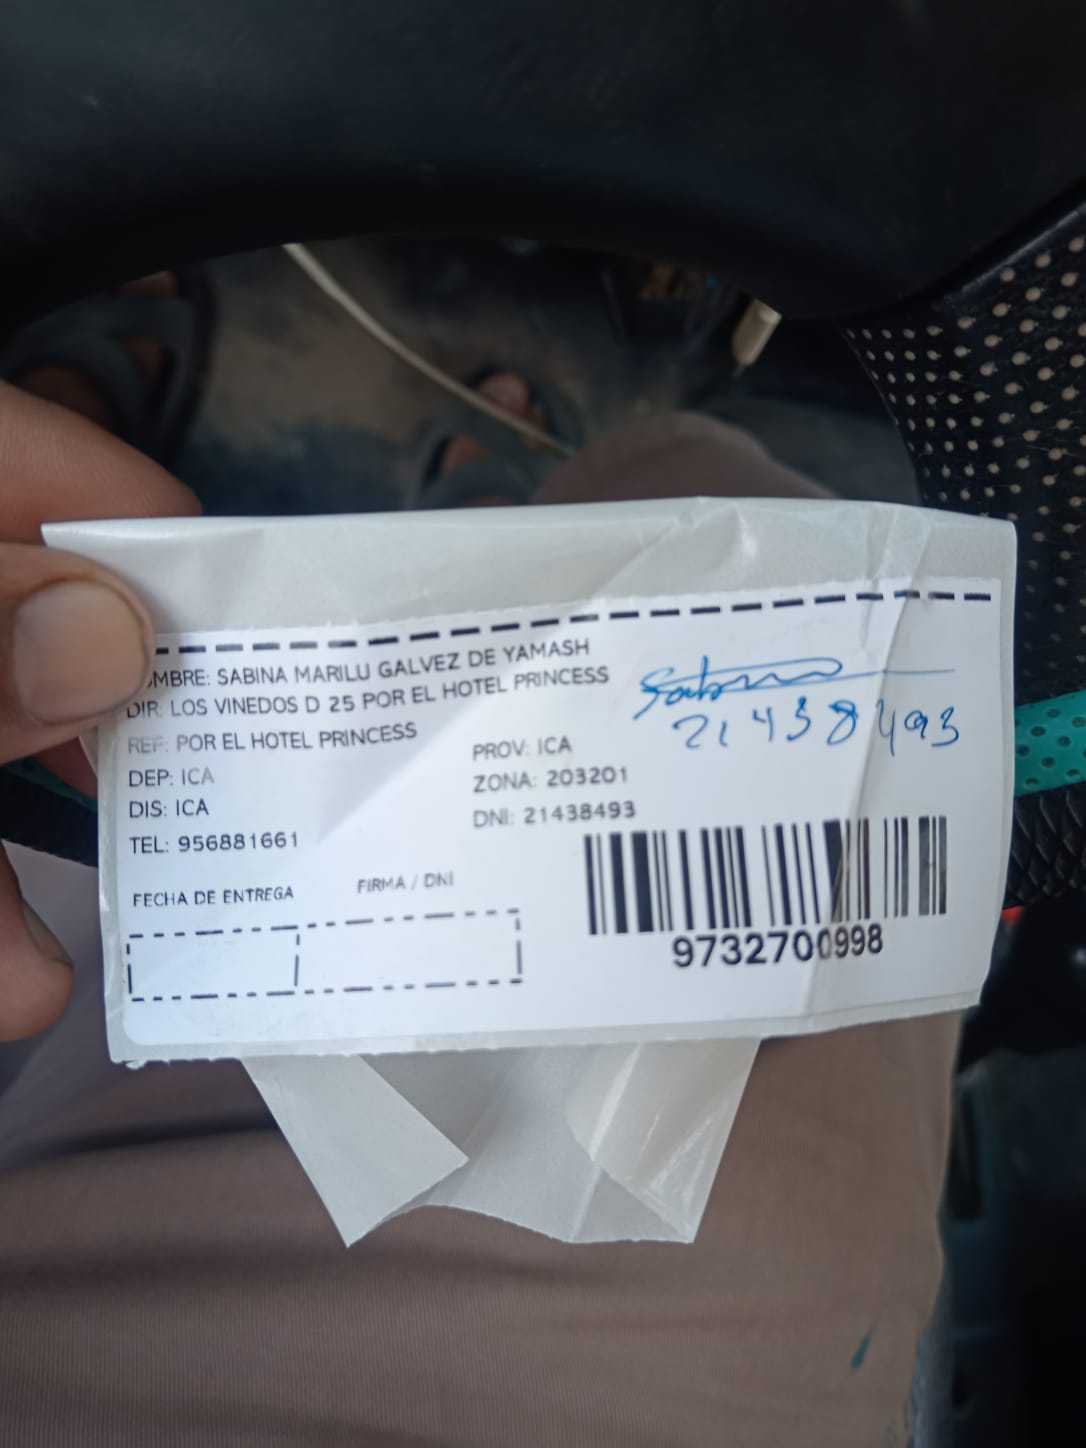 OMBRE: SABINA MARILU GALVEZ DE YAMASH
DIR: LOS VINEDOS D 25 POR EL HOTEL PRINCESS
REF: POR EL HOTEL PRINCESS
DEP: ICA
PROV: ICA
DIS: ICA
ZONA: 203201
TEL: 956881661
DNI: 21438493
FECHA DE ENTREGA
FIRMA / DNI
21438493
9732700998